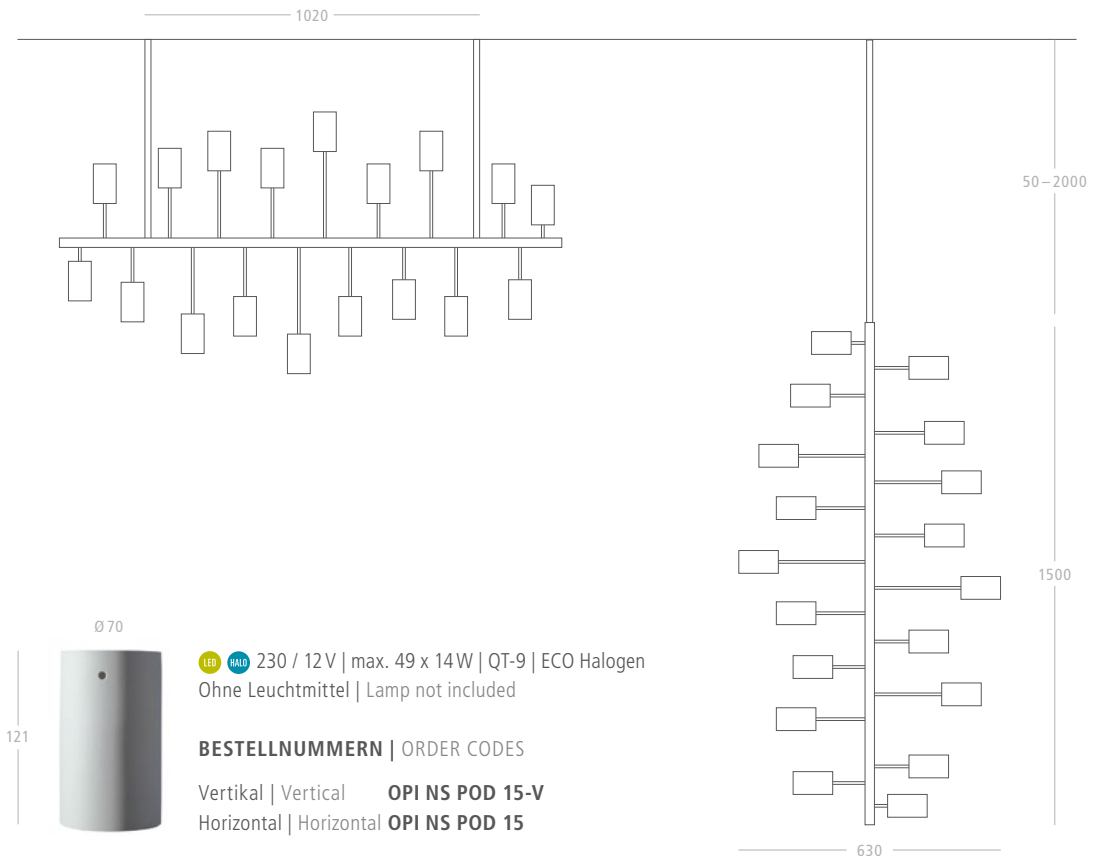 1020
50–2000
1500
630
Ø 70
121
LED HALO 230 / 12 V | max. 49 x 14 W | QT-9 | ECO Halogen
Ohne Leuchtmittel | Lamp not included
BESTELLNUMMERN | ORDER CODES
Vertikal | Vertical OPI NS POD 15-V
Horizontal | Horizontal OPI NS POD 15